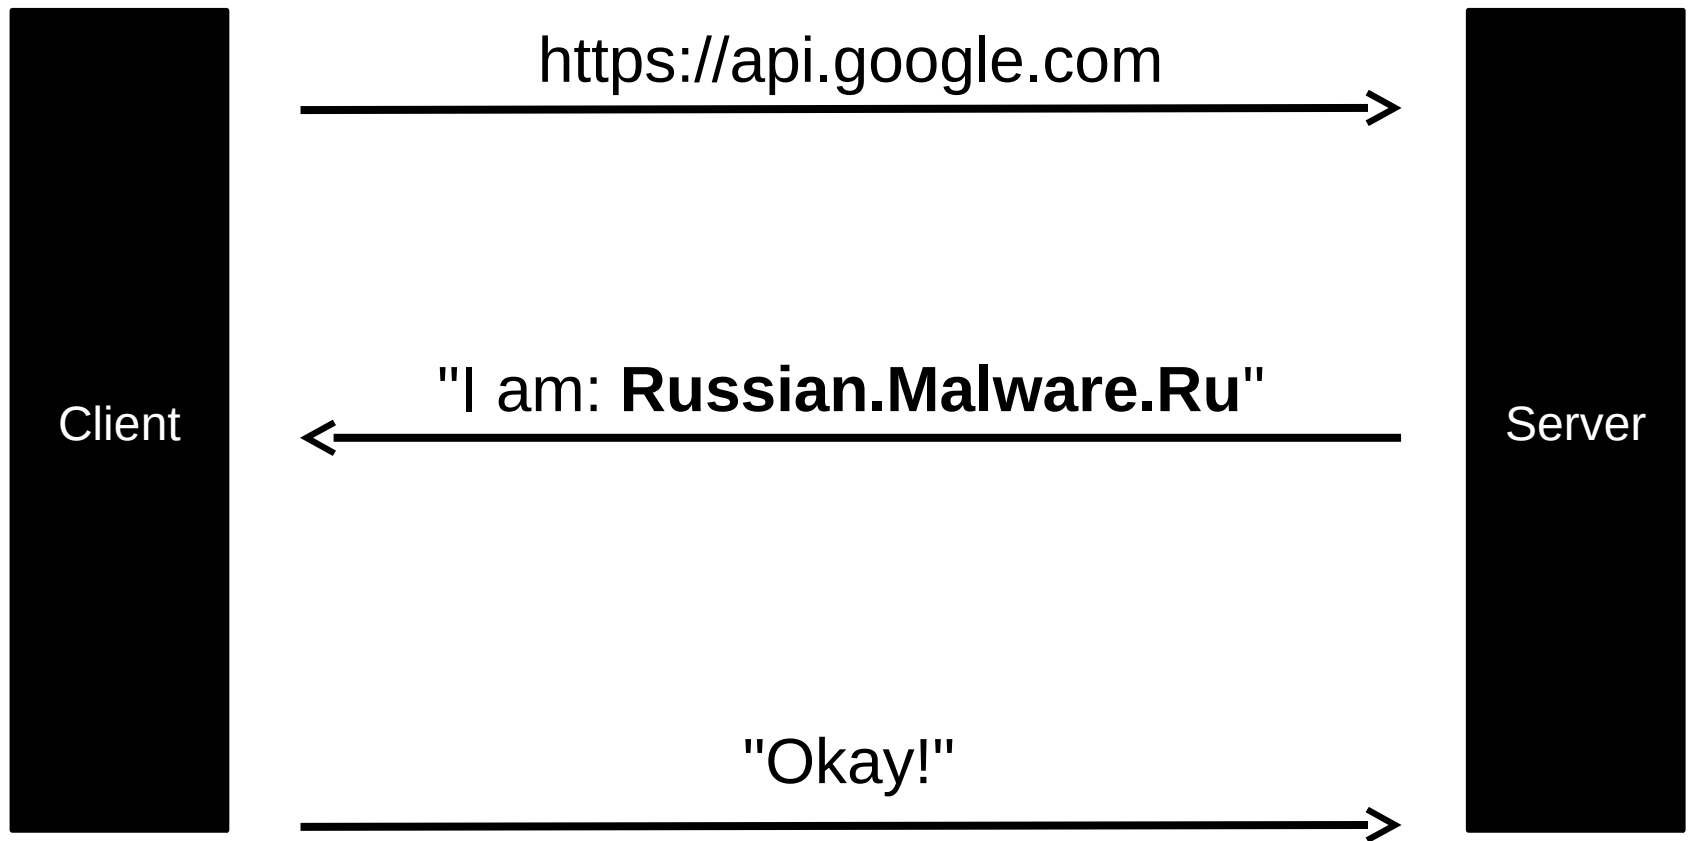 https://api.google.com
"I am: Russian.Malware.Ru"
Client
Server
"Okay!"